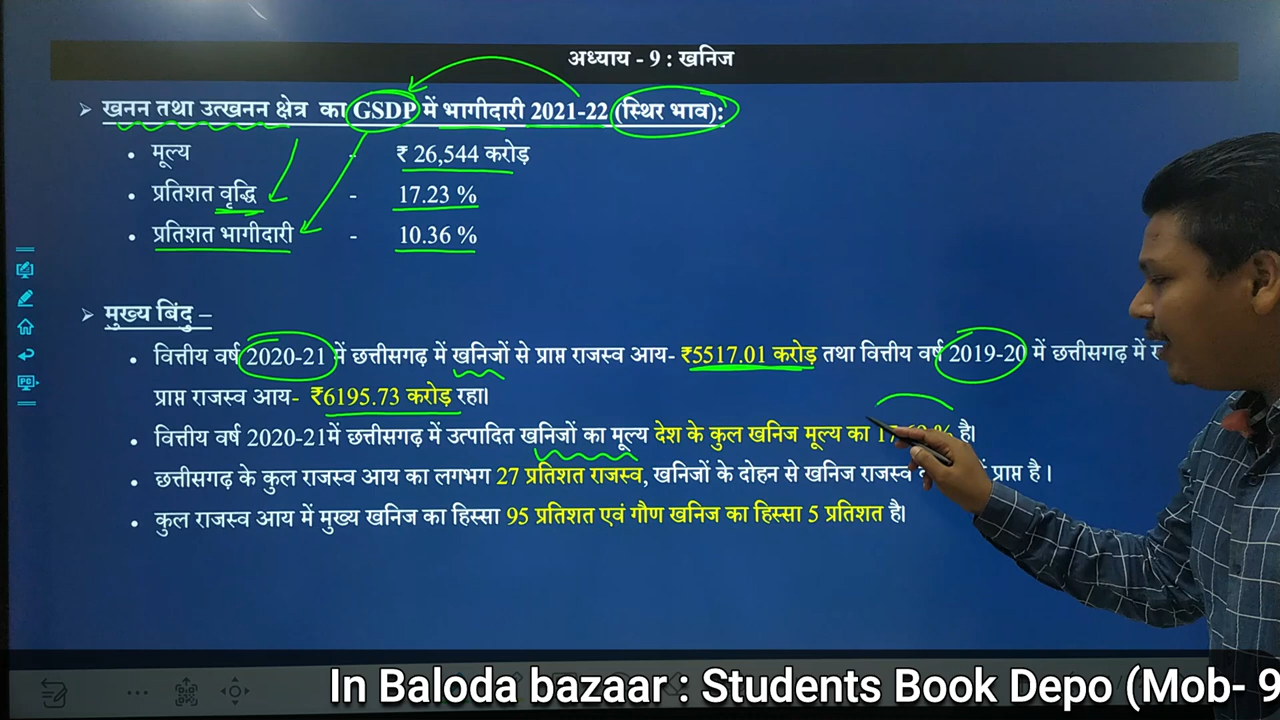 अध्याय - 9 : खनिज
➢ खनन तथा उत्खनन क्षेत्र का GSDP में भागीदारी 2021-22 (स्थिर भाव):
• मूल्य - ₹ 26,544 करोड़
• प्रतिशत वृद्धि - 17.23 %
• प्रतिशत भागीदारी - 10.36 %
➢ मुख्य बिंदु –
• वित्तीय वर्ष 2020-21 में छत्तीसगढ़ में खनिजों से प्राप्त राजस्व आय- ₹5517.01 करोड़ तथा वित्तीय वर्ष 2019-20 में छत्तीसगढ़ में
प्राप्त राजस्व आय- ₹6195.73 करोड़ रहा।
• वित्तीय वर्ष 2020-21में छत्तीसगढ़ में उत्पादित खनिजों का मूल्य देश के कुल खनिज मूल्य का % है।
• छत्तीसगढ़ के कुल राजस्व आय का लगभग 27 प्रतिशत राजस्व, खनिजों के दोहन से खनिज राजस्व प्राप्त है ।
• कुल राजस्व आय में मुख्य खनिज का हिस्सा 95 प्रतिशत एवं गौण खनिज का हिस्सा 5 प्रतिशत है।
PC
In Baloda bazaar : Students Book Depo (Mob- 9